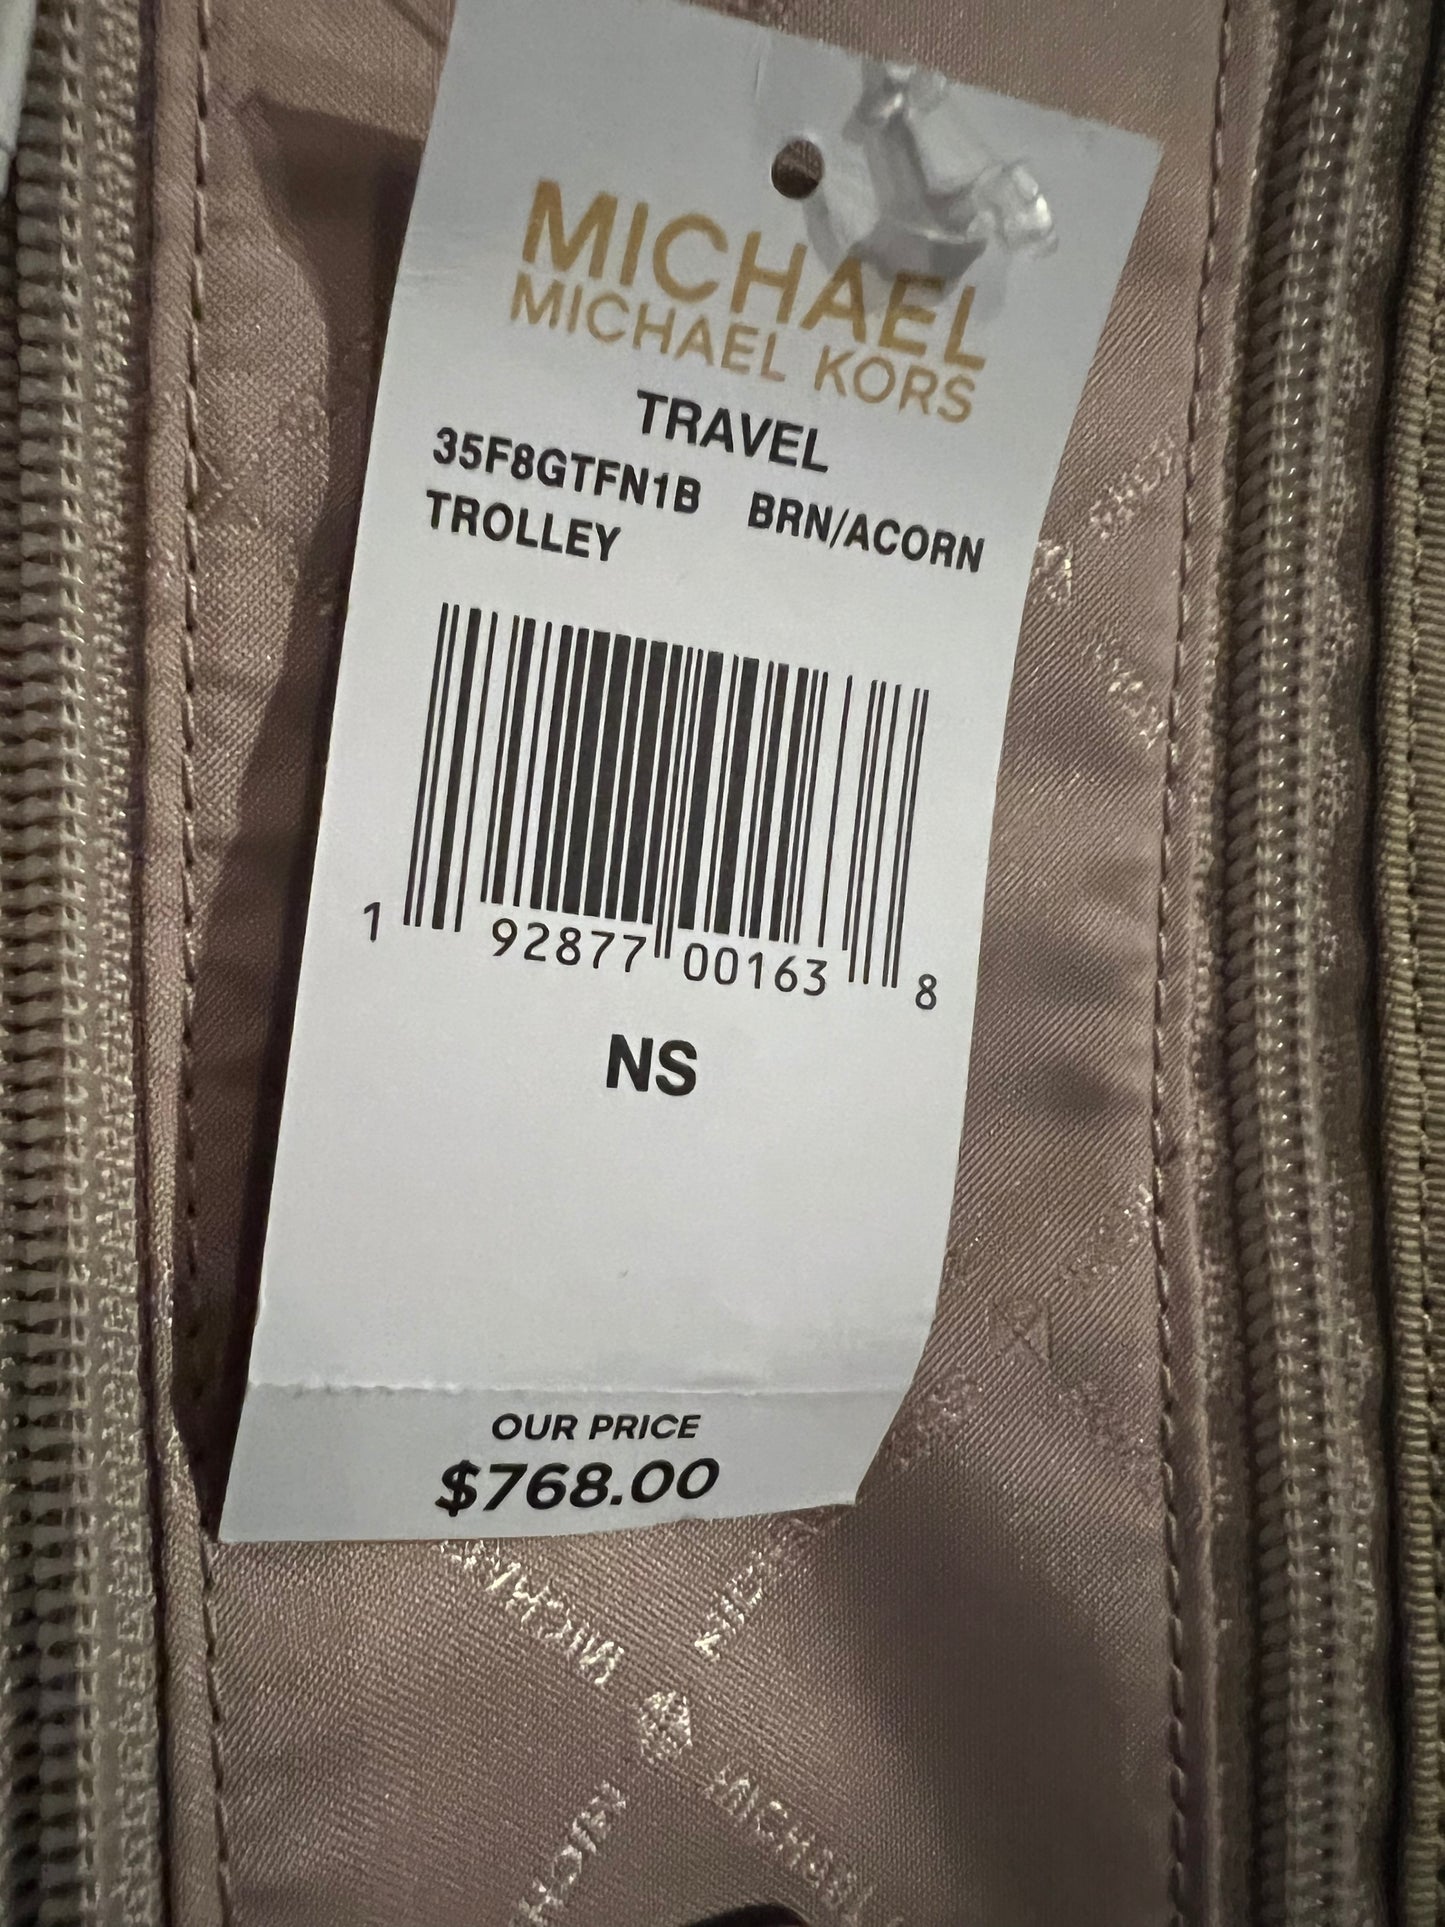 MICHAEL
MICHAEL KORS
TRAVEL
35F8GTFN1B BRN/ACORN
TROLLEY
1 92877 00163 8
NS
OUR PRICE
$768.00